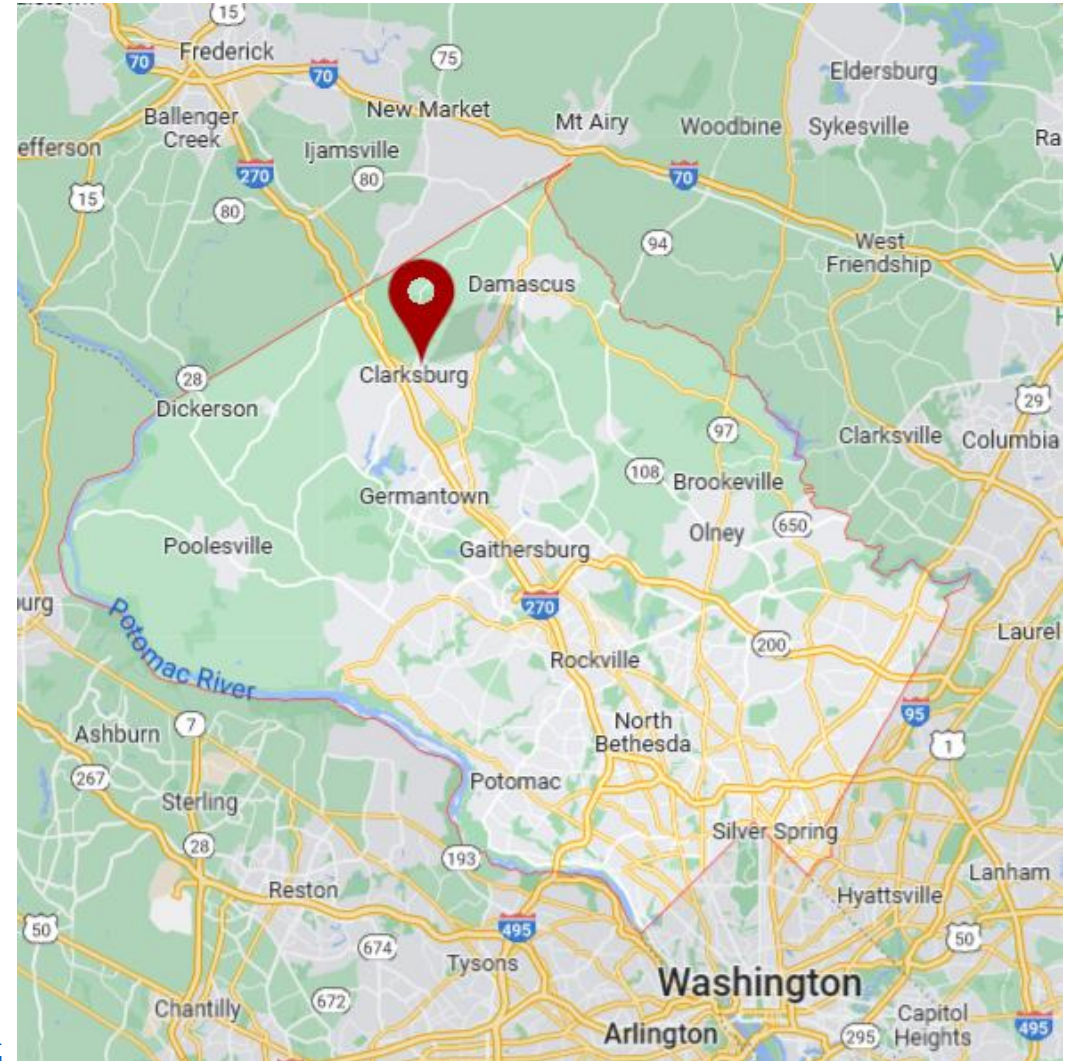 15
Frederick
70
70
75
Eldersburg
Ballenger
Creek
New Market
Mt Airy
Woodbine
Sykesville
efferson
Ijamsville
Ra
270
80
70
15
80
94
West
Friendship
Damascus
28
Clarksburg
Dickerson
29
97
Clarksville
Columbia
108
Brookeville
Germantown
Olney
650
Poolesville
Gaithersburg
urg
270
Potomac River
Laurel
200
Rockville
95
North
Bethesda
7
Ashburn
1
267
Potomac
Sterling
Silver Spring
28
193
Lanham
Reston
Hyattsville
50
495
674
50
Tysons
Washington
672
Chantilly
Arlington
295
Capitol
Heights
495